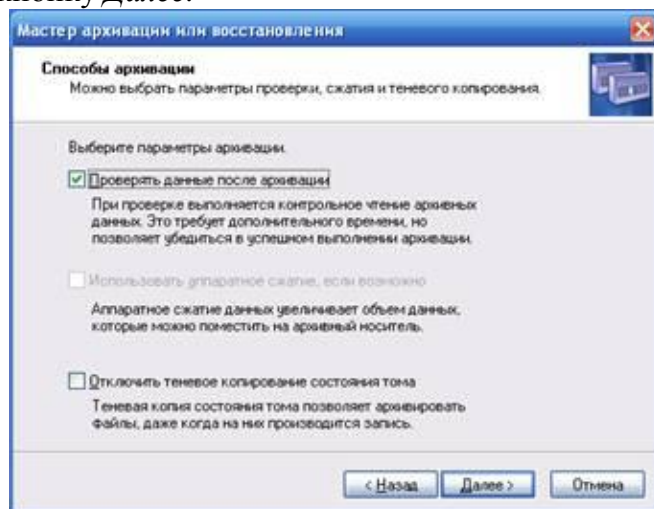 кнопку Далее.
Мастер архивации или восстановления
Способы архивации
Можно выбрать параметры проверки, сжатия и теневого копирования.
Выберите параметры архивации.
Проверять данные после архивации
При проверке выполняется контрольное чтение архивных
данных. Это требует дополнительного времени, но
позволяет убедиться в успешном выполнении архивации.
Использовать аппаратное сжатие, если возможно
Аппаратное сжатие данных увеличивает объем данных,
которые можно поместить на архивный носитель.
Отключить теневое копирование состояния тома
Теневая копия состояния тома позволяет архивировать
файлы, даже когда на них производится запись.
< Назад Далее > Отмена